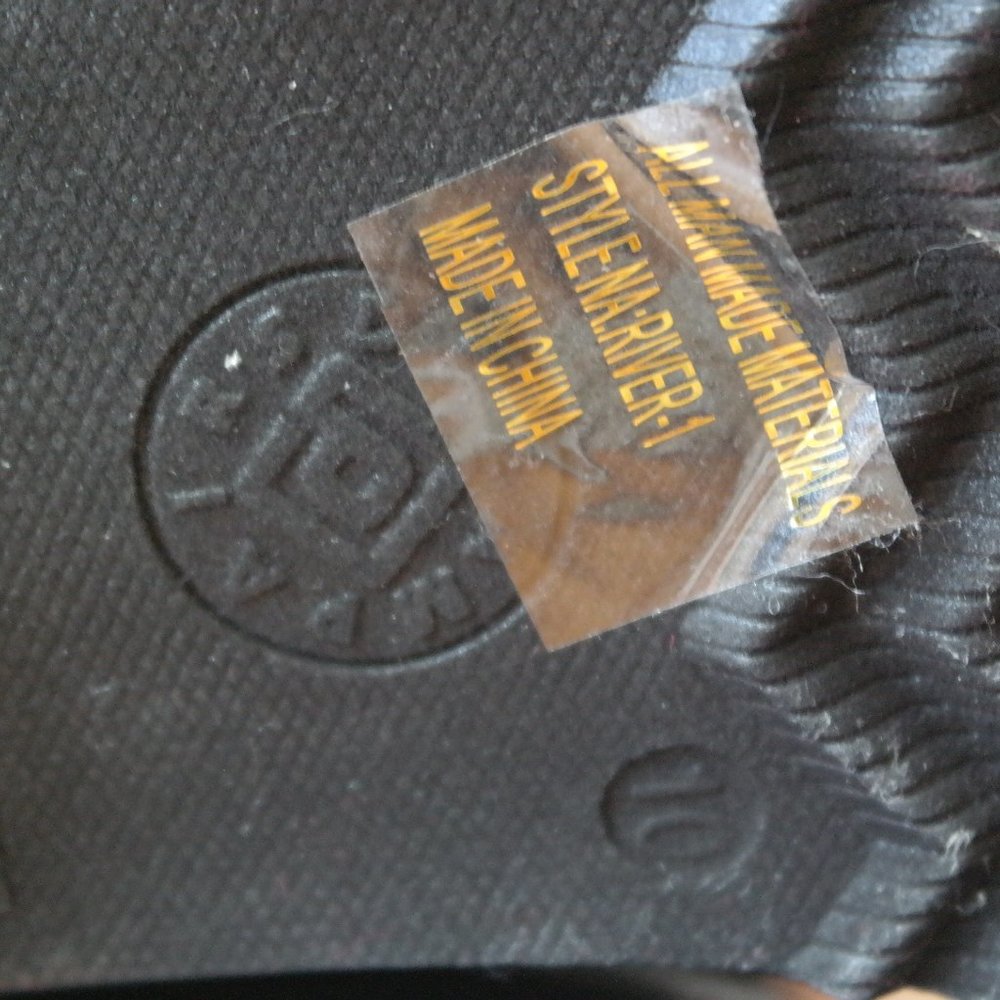 ALL MAN MADE MATERIALS
STYLE:NA:RIVER-1
MADE IN CHINA
10